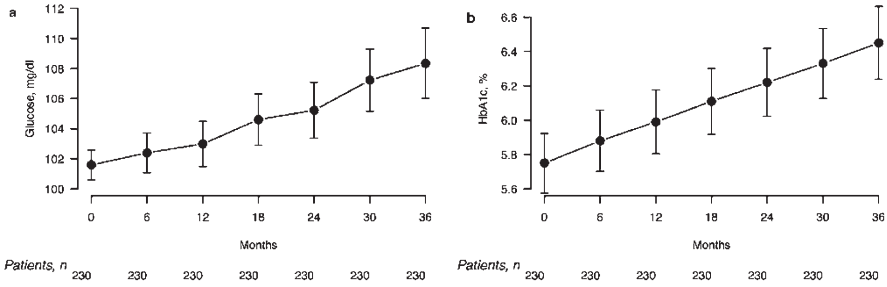 a
112
110
108
106
104
102
100
Glucose, mg/dl
0 6 12 18 24 30 36
Months
Patients, n
230 230 230 230 230 230 230
b
6.6
6.4
6.2
6.0
5.8
5.6
HbA1c, %
0 6 12 18 24 30 36
Months
Patients, n
230 230 230 230 230 230 230